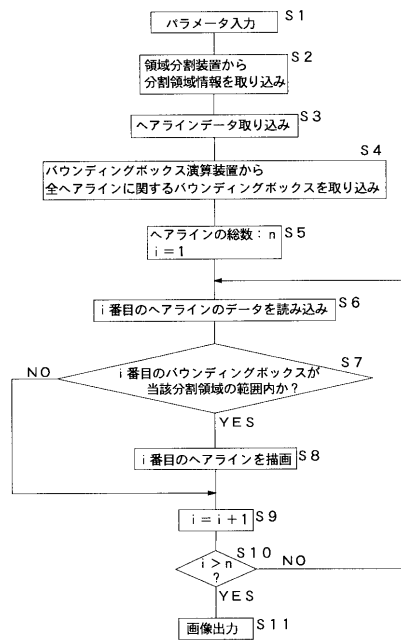 パラメータ入力
S1
領域分割装置から
分割領域情報を取り込み
S2
ヘアラインデータ取り込み
S3
バウンディングボックス演算装置から
全ヘアラインに関するバウンディングボックスを取り込み
S4
ヘアラインの総数：n
i＝1
S5
i番目のヘアラインのデータを読み込み
S6
i番目のバウンディングボックスが
当該分割領域の範囲内か？
S7
NO
YES
i番目のヘアラインを描画
S8
i＝i＋1
S9
i＞n
？
S10
NO
YES
画像出力
S11